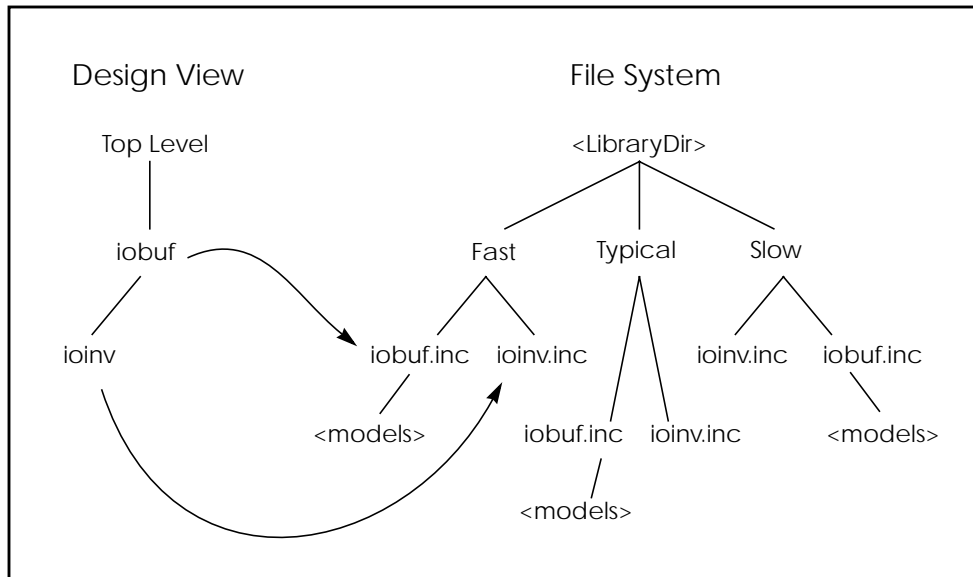 Design View
File System
Top Level
<LibraryDir>
iobuf
Fast
Typical
Slow
ioinv
iobuf.inc
ioinv.inc
ioinv.inc
iobuf.inc
<models>
iobuf.inc
ioinv.inc
<models>
<models>